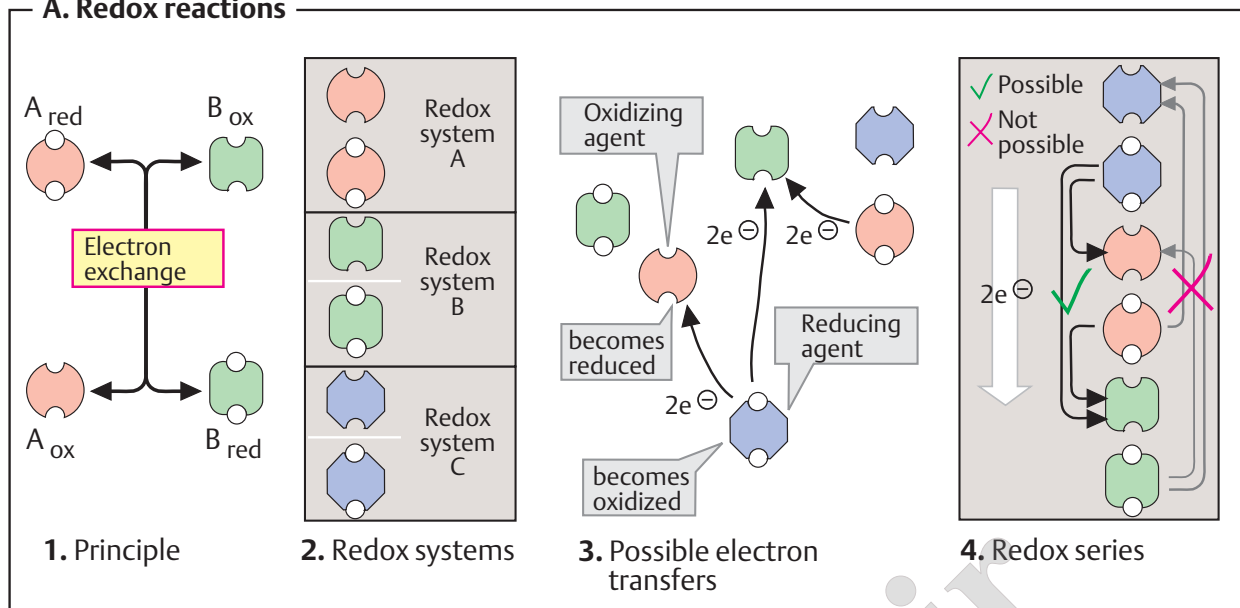 A. Redox reactions
A red
B ox
Electron
exchange
A ox
B red
1. Principle
Redox
system
A
Redox
system
B
Redox
system
C
2. Redox systems
Oxidizing
agent
2e ⊖
2e ⊖
becomes
reduced
Reducing
agent
2e ⊖
becomes
oxidized
3. Possible electron
transfers
Possible
Not
possible
2e ⊖
4. Redox series